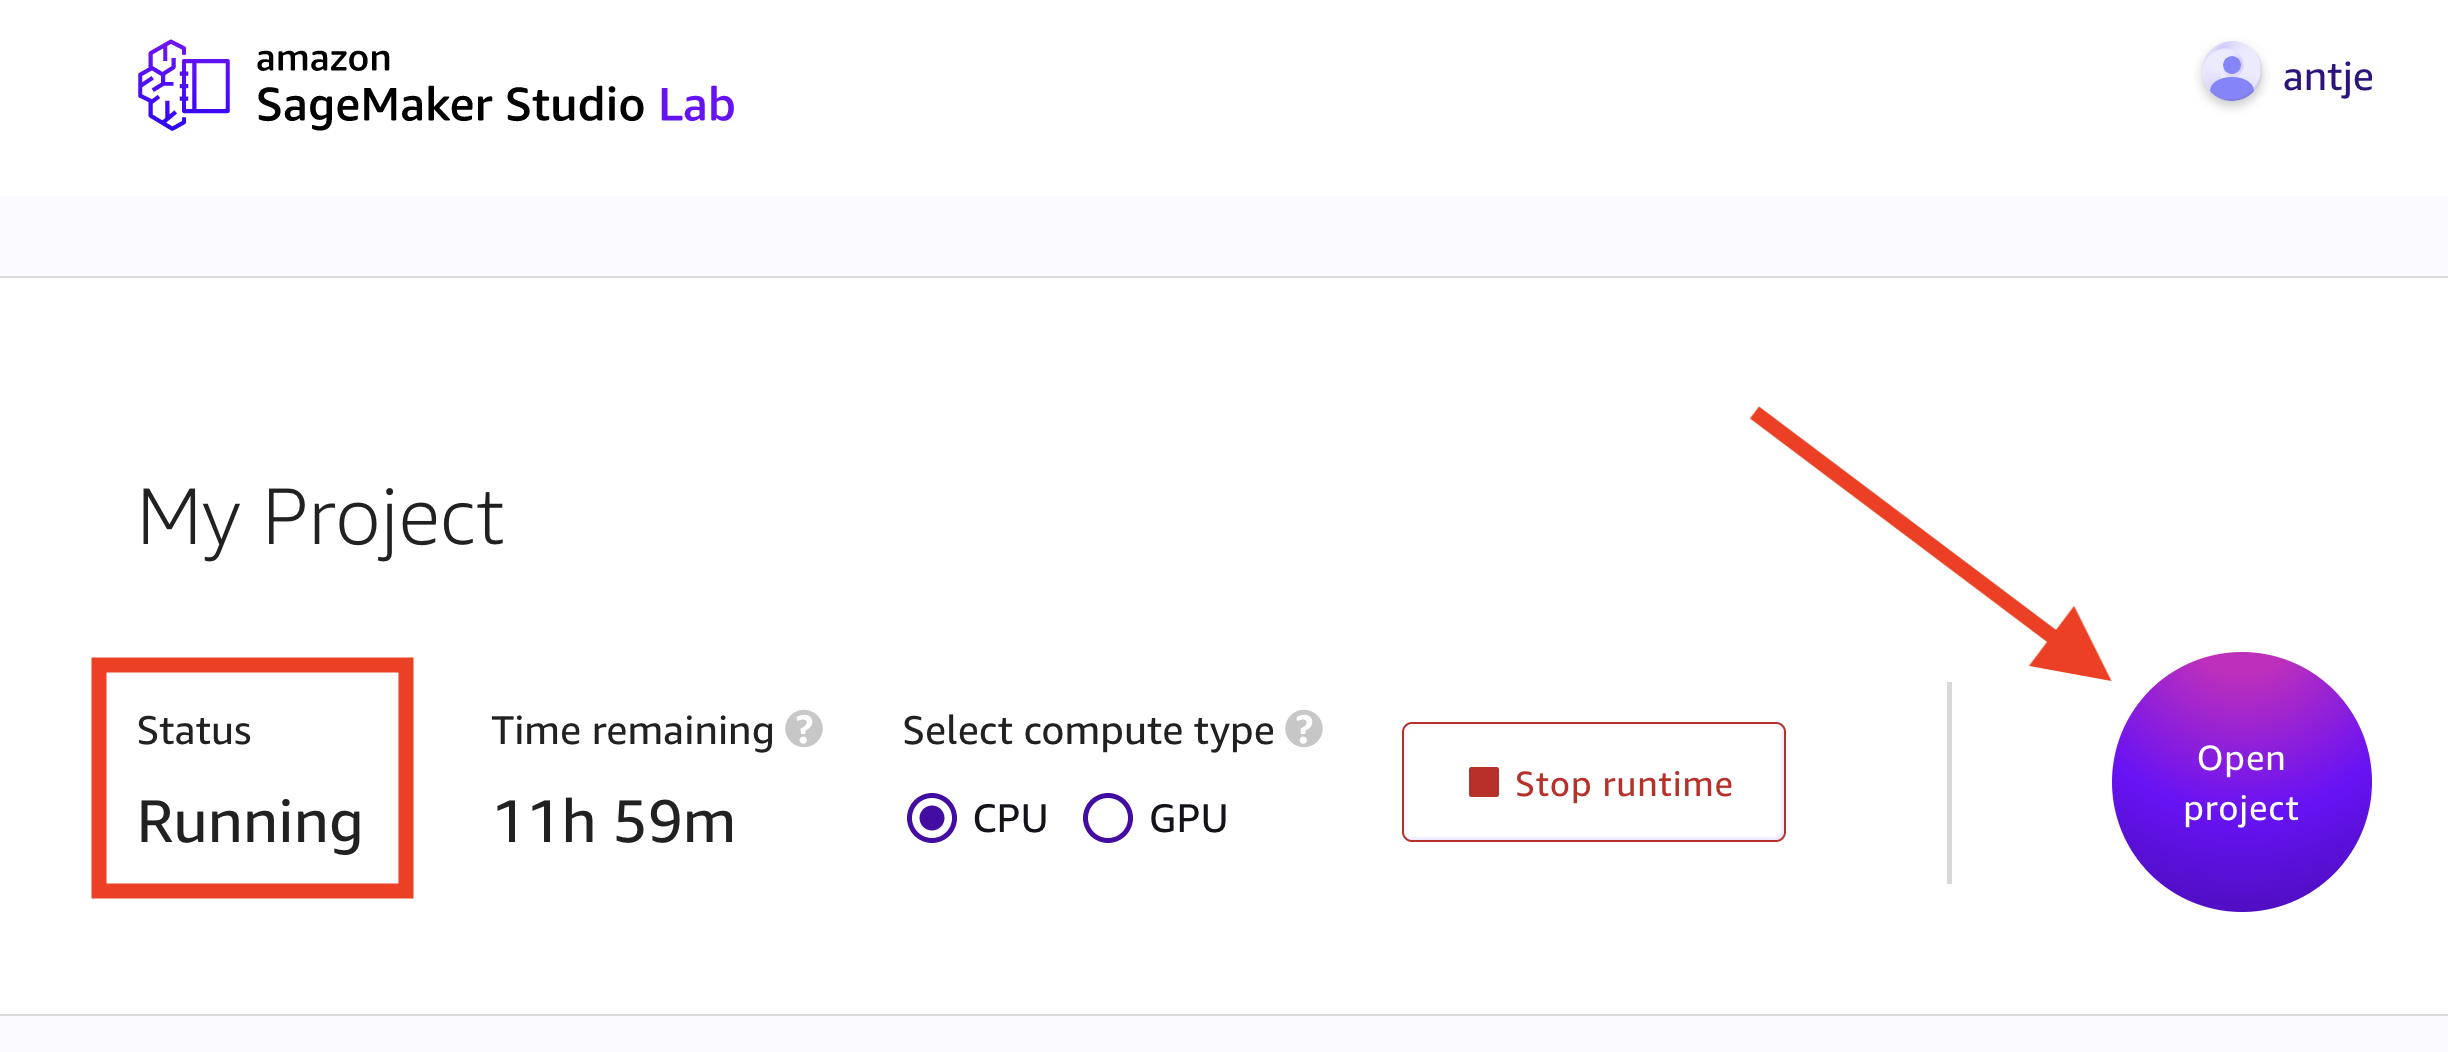 amazon
SageMaker Studio Lab
antje
My Project
Status
Running
Time remaining ?
11h 59m
Select compute type ?
CPU GPU
Stop runtime
Open
project